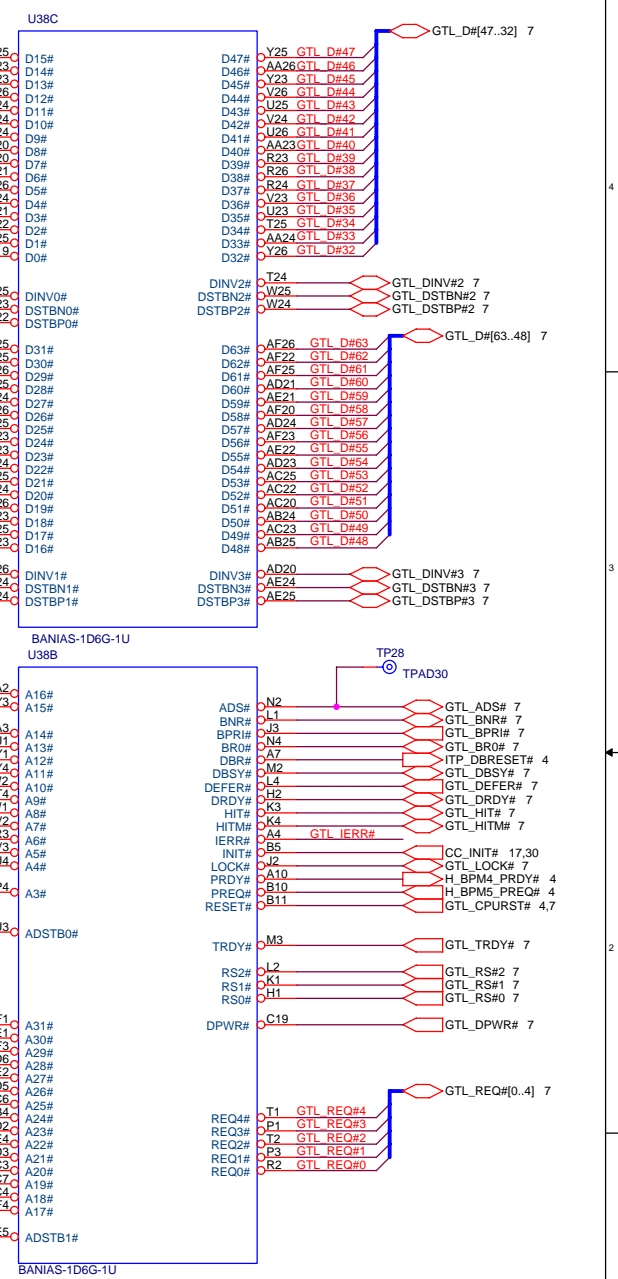 U38C
GTL_D#[47..32] 7
D15# D47# Y25 GTL_D#47
D14# D46# AA26 GTL_D#46
D13# D45# Y23 GTL_D#45
D12# D44# V26 GTL_D#44
D11# D43# U25 GTL_D#43
D10# D42# V24 GTL_D#42
D9# D41# U26 GTL_D#41
D8# D40# AA23 GTL_D#40
D7# D39# R23 GTL_D#39
D6# D38# R26 GTL_D#38
D5# D37# R24 GTL_D#37
D4# D36# V23 GTL_D#36
D3# D35# U23 GTL_D#35
D2# D34# T25 GTL_D#34
D1# D33# AA24 GTL_D#33
D0# D32# Y26 GTL_D#32
4
DINV2# T24 GTL_DINV#2 7
DINV0# DSTBN2# W25 GTL_DSTBN#2 7
DSTBN0# DSTBP2# W24 GTL_DSTBP#2 7
DSTBP0#
GTL_D#[63..48] 7
D31# D63# AF26 GTL_D#63
D30# D62# AF22 GTL_D#62
D29# D61# AF25 GTL_D#61
D28# D60# AD21 GTL_D#60
D27# D59# AE21 GTL_D#59
D26# D58# AF20 GTL_D#58
D25# D57# AD24 GTL_D#57
D24# D56# AF23 GTL_D#56
D23# D55# AE22 GTL_D#55
D22# D54# AD23 GTL_D#54
D21# D53# AC25 GTL_D#53
D20# D52# AC22 GTL_D#52
D19# D51# AC20 GTL_D#51
D18# D50# AB24 GTL_D#50
D17# D49# AC23 GTL_D#49
D16# D48# AB25 GTL_D#48
3
DINV1# DINV3# AD20 GTL_DINV#3 7
DSTBN1# DSTBN3# AE24 GTL_DSTBN#3 7
DSTBP1# DSTBP3# AE25 GTL_DSTBP#3 7
BANIAS-1D6G-1U
U38B
TP28
TPAD30
A16#
A15# ADS# N2 GTL_ADS# 7
BNR# L1 GTL_BNR# 7
A14# BPRI# J3 GTL_BPRI# 7
A13# BR0# N4 GTL_BR0# 7
A12# DBR# A7 ITP_DBRESET# 4
A11# DBSY# M2 GTL_DBSY# 7
A10# DEFER# L4 GTL_DEFER# 7
A9# DRDY# H2 GTL_DRDY# 7
A8# HIT# K3 GTL_HIT# 7
A7# HITM# K4 GTL_HITM# 7
A6# IERR# A4 GTL_IERR#
A5# INIT# B5 CC_INIT# 17,30
A4# LOCK# J2 GTL_LOCK# 7
PRDY# A10 H_BPM4_PRDY# 4
A3# PREQ# B10 H_BPM5_PREQ# 4
RESET# B11 GTL_CPURST# 4,7
ADSTB0#
TRDY# M3 GTL_TRDY# 7
2
RS2# L2 GTL_RS#2 7
RS1# K1 GTL_RS#1 7
RS0# H1 GTL_RS#0 7
A31# DPWR# C19 GTL_DPWR# 7
A30#
A29#
A28#
A27#
A26# GTL_REQ#[0..4] 7
A25#
A24# REQ4# T1 GTL_REQ#4
A23# REQ3# P1 GTL_REQ#3
A22# REQ2# T2 GTL_REQ#2
A21# REQ1# P3 GTL_REQ#1
A20# REQ0# R2 GTL_REQ#0
A19#
A18#
A17#
ADSTB1#
BANIAS-1D6G-1U